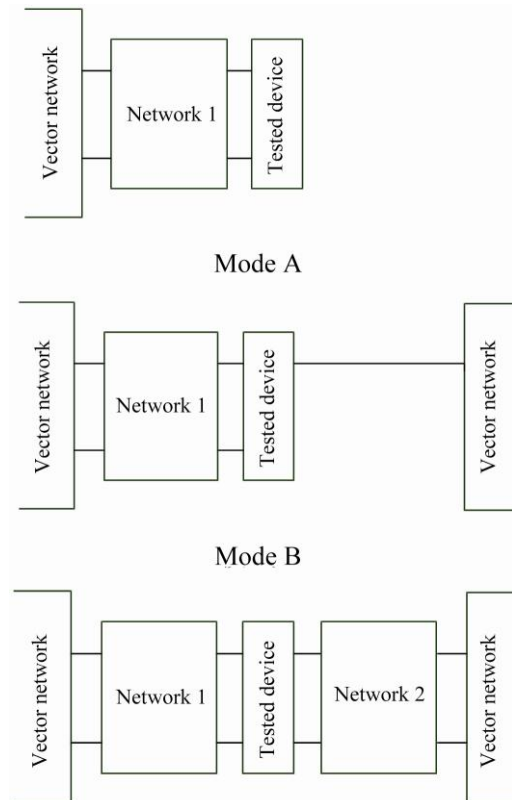 Vector network
Network 1
Tested device
Mode A
Vector network
Network 1
Tested device
Vector network
Mode B
Vector network
Network 1
Tested device
Network 2
Vector network